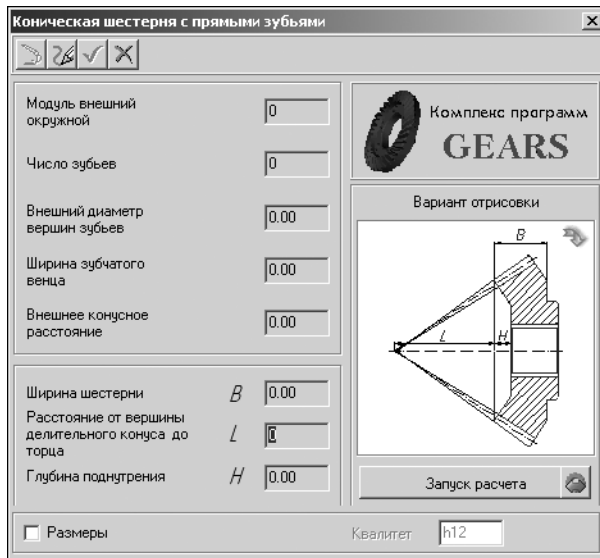 Коническая шестерня с прямыми зубьями
Модуль внешний
окружной
0
Число зубьев
0
Внешний диаметр
вершин зубьев
0.00
Ширина зубчатого
венца
0.00
Внешнее конусное
расстояние
0.00
Ширина шестерни B 0.00
Расстояние от вершины
делительного конуса до
торца
L 0
Глубина поднутрения H 0.00
Комплекс программ
GEARS
Вариант отрисовки
B
L H
Запуск расчета
Размеры
Квалитет h12